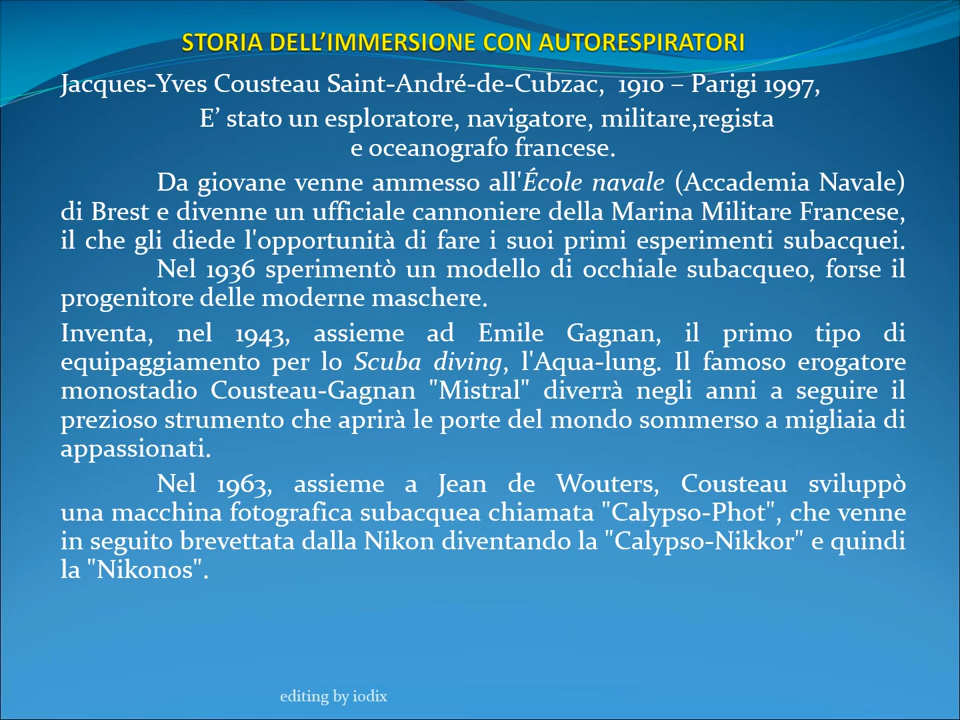 STORIA DELL'IMMERSIONE CON AUTORESPIRATORI
Jacques-Yves Cousteau Saint-André-de-Cubzac, 1910 – Parigi 1997,
E' stato un esploratore, navigatore, militare,regista
e oceanografo francese.
Da giovane venne ammesso all'École navale (Accademia Navale)
di Brest e divenne un ufficiale cannoniere della Marina Militare Francese,
il che gli diede l'opportunità di fare i suoi primi esperimenti subacquei.
Nel 1936 sperimentò un modello di occhiale subacqueo, forse il
progenitore delle moderne maschere.
Inventa, nel 1943, assieme ad Emile Gagnan, il primo tipo di
equipaggiamento per lo Scuba diving, l'Aqua-lung. Il famoso erogatore
monostadio Cousteau-Gagnan "Mistral" diverrà negli anni a seguire il
prezioso strumento che aprirà le porte del mondo sommerso a migliaia di
appassionati.
Nel 1963, assieme a Jean de Wouters, Cousteau sviluppò
una macchina fotografica subacquea chiamata "Calypso-Phot", che venne
in seguito brevettata dalla Nikon diventando la "Calypso-Nikkor" e quindi
la "Nikonos".
editing by iodix